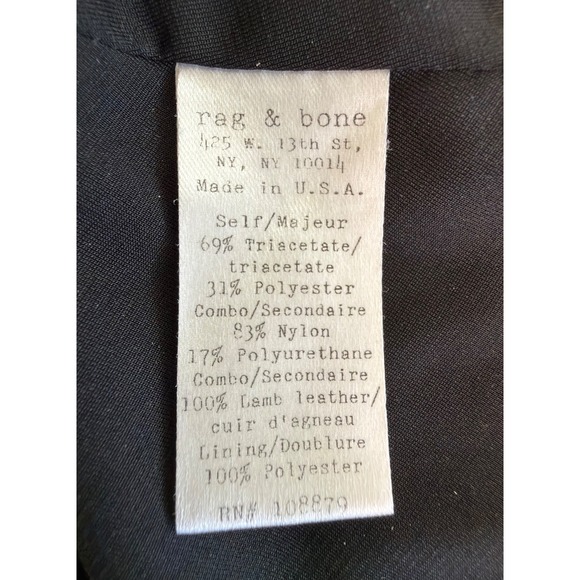 rag & bone
425 W. 13th St,
NY, NY 10014
Made in U.S.A.
Self/Majeur
69% Triacetate/
triacetate
31% Polyester
Combo/Secondaire
83% Nylon
17% Polyurethane
Combo/Secondaire
100% Lamb leather/
cuir d'agneau
Lining/Doublure
100% Polyester
RN# 108879